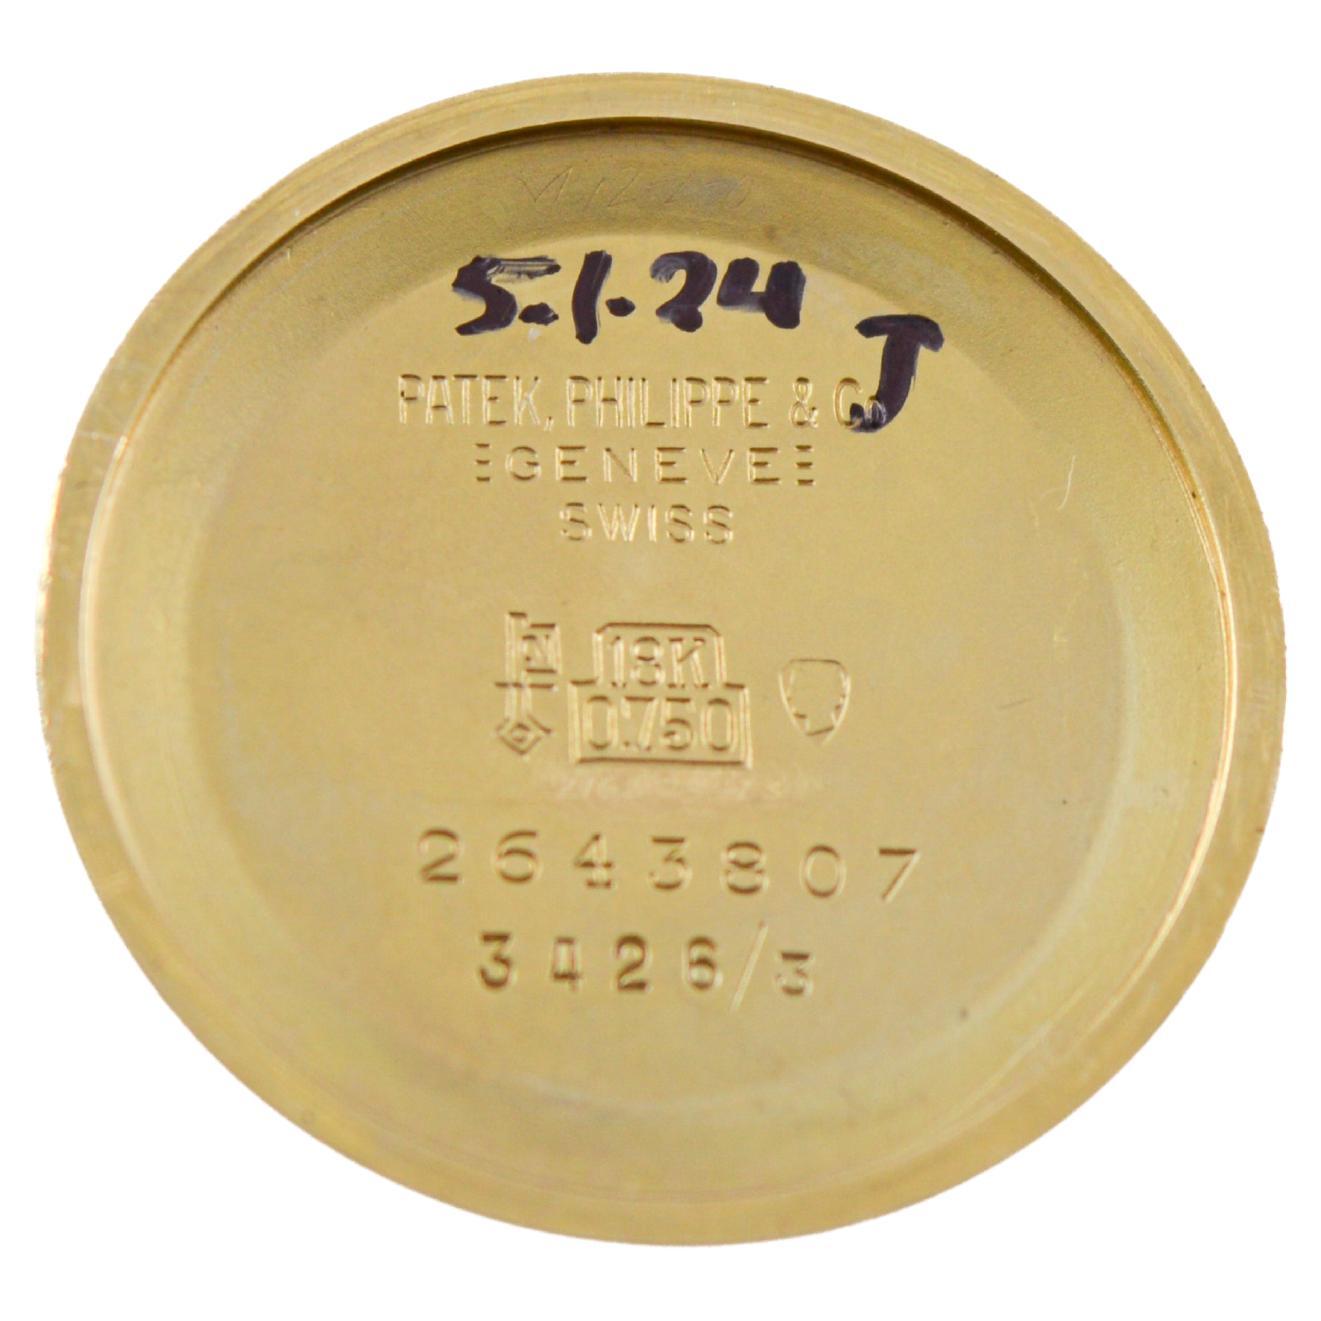 5.1.24 J
PATEK, PHILIPPE & Co
GENEVE
SWISS
18K
0.750
2643807
3426/3